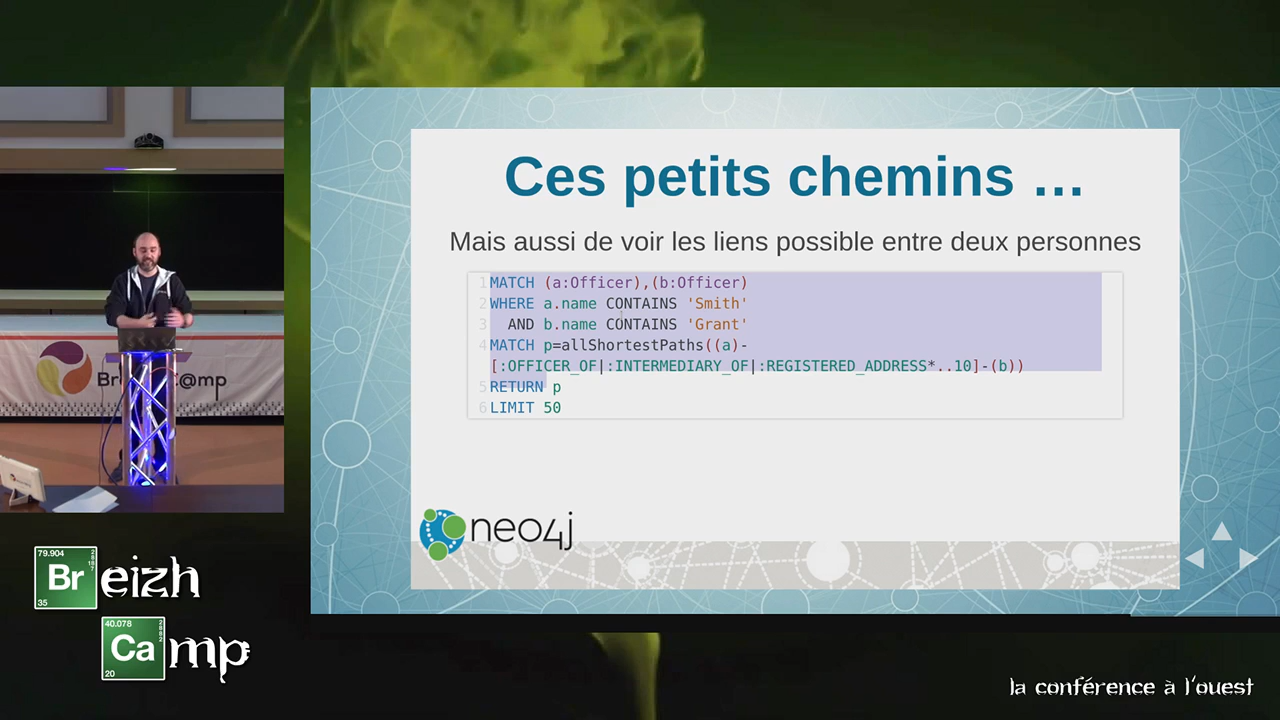 Ces petits chemins …
Mais aussi de voir les liens possible entre deux personnes
1 MATCH (a:Officer),(b:Officer)
2 WHERE a.name CONTAINS 'Smith'
3   AND b.name CONTAINS 'Grant'
4 MATCH p=allShortestPaths((a)-
[:OFFICER_OF|:INTERMEDIARY_OF|:REGISTERED_ADDRESS*..10]-(b))
5 RETURN p
6 LIMIT 50
neo4j
C@mp
79.904
Br
35
eizh
40.078
Ca
20
mp
la conférence à l'ouest